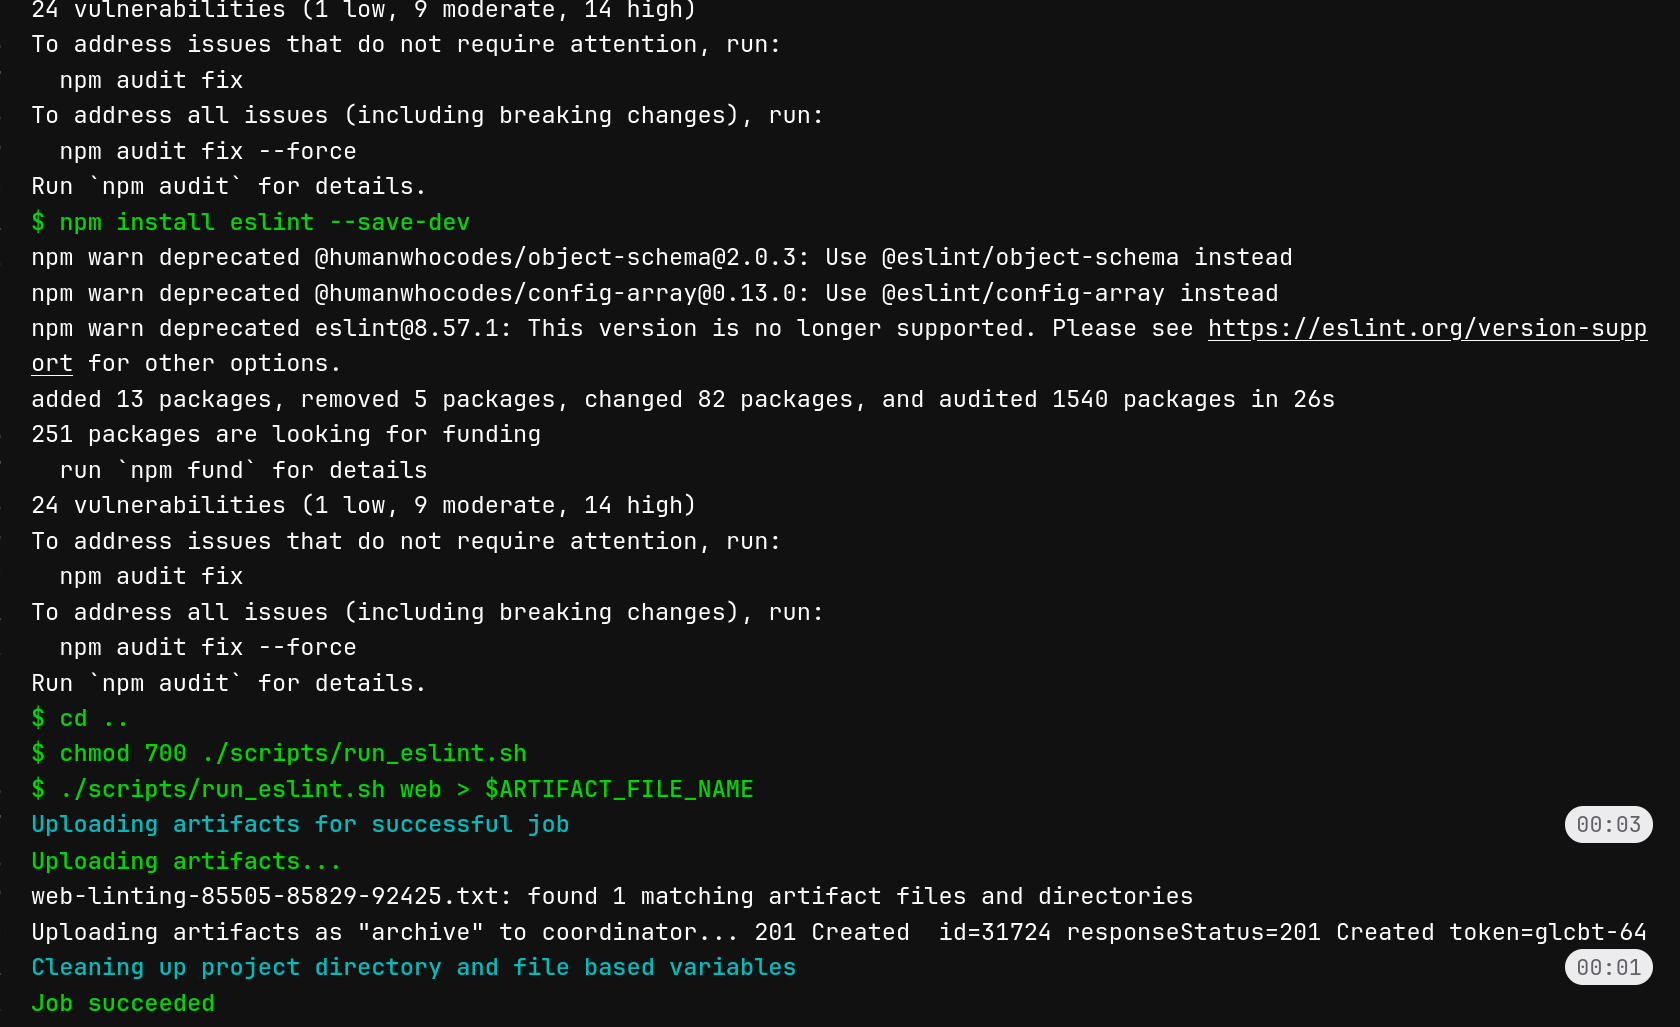 24 vulnerabilities (1 low, 9 moderate, 14 high)
To address issues that do not require attention, run:
  npm audit fix
To address all issues (including breaking changes), run:
  npm audit fix --force
Run `npm audit` for details.
$ npm install eslint --save-dev
npm warn deprecated @humanwhocodes/object-schema@2.0.3: Use @eslint/object-schema instead
npm warn deprecated @humanwhocodes/config-array@0.13.0: Use @eslint/config-array instead
npm warn deprecated eslint@8.57.1: This version is no longer supported. Please see https://eslint.org/version-supp
ort for other options.
added 13 packages, removed 5 packages, changed 82 packages, and audited 1540 packages in 26s
251 packages are looking for funding
  run `npm fund` for details
24 vulnerabilities (1 low, 9 moderate, 14 high)
To address issues that do not require attention, run:
  npm audit fix
To address all issues (including breaking changes), run:
  npm audit fix --force
Run `npm audit` for details.
$ cd ..
$ chmod 700 ./scripts/run_eslint.sh
$ ./scripts/run_eslint.sh web > $ARTIFACT_FILE_NAME
Uploading artifacts for successful job 00:03
Uploading artifacts...
web-linting-85505-85829-92425.txt: found 1 matching artifact files and directories
Uploading artifacts as "archive" to coordinator... 201 Created  id=31724 responseStatus=201 Created token=glcbt-64
Cleaning up project directory and file based variables 00:01
Job succeeded